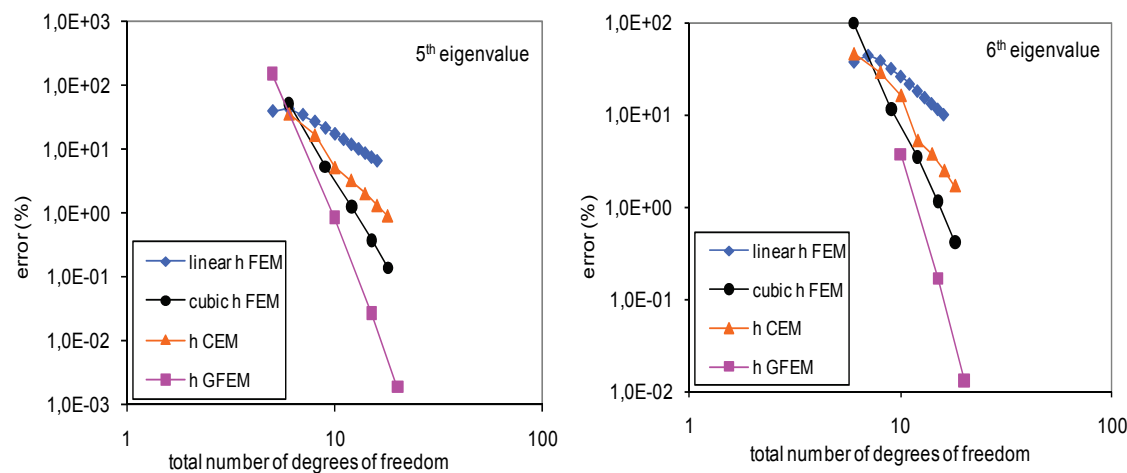 1,0E+03
1,0E+02
1,0E+01
1,0E+00
1,0E-01
1,0E-02
1,0E-03
error (%)
5th eigenvalue
linear h FEM
cubic h FEM
h CEM
h GFEM
1
10
100
total number of degrees of freedom
1,0E+02
1,0E+01
1,0E+00
1,0E-01
1,0E-02
error (%)
6th eigenvalue
linear h FEM
cubic h FEM
h CEM
h GFEM
1
10
100
total number of degrees of freedom